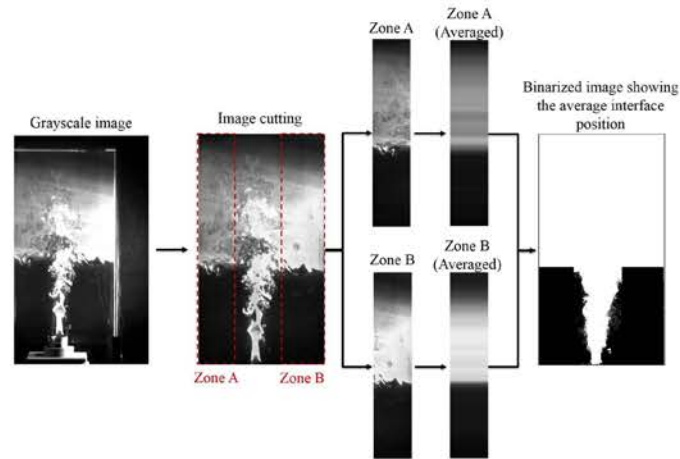 Grayscale image
Image cutting
Zone A
Zone B
Zone A
Zone A
(Averaged)
Zone B
Zone B
(Averaged)
Binarized image showing
the average interface
position